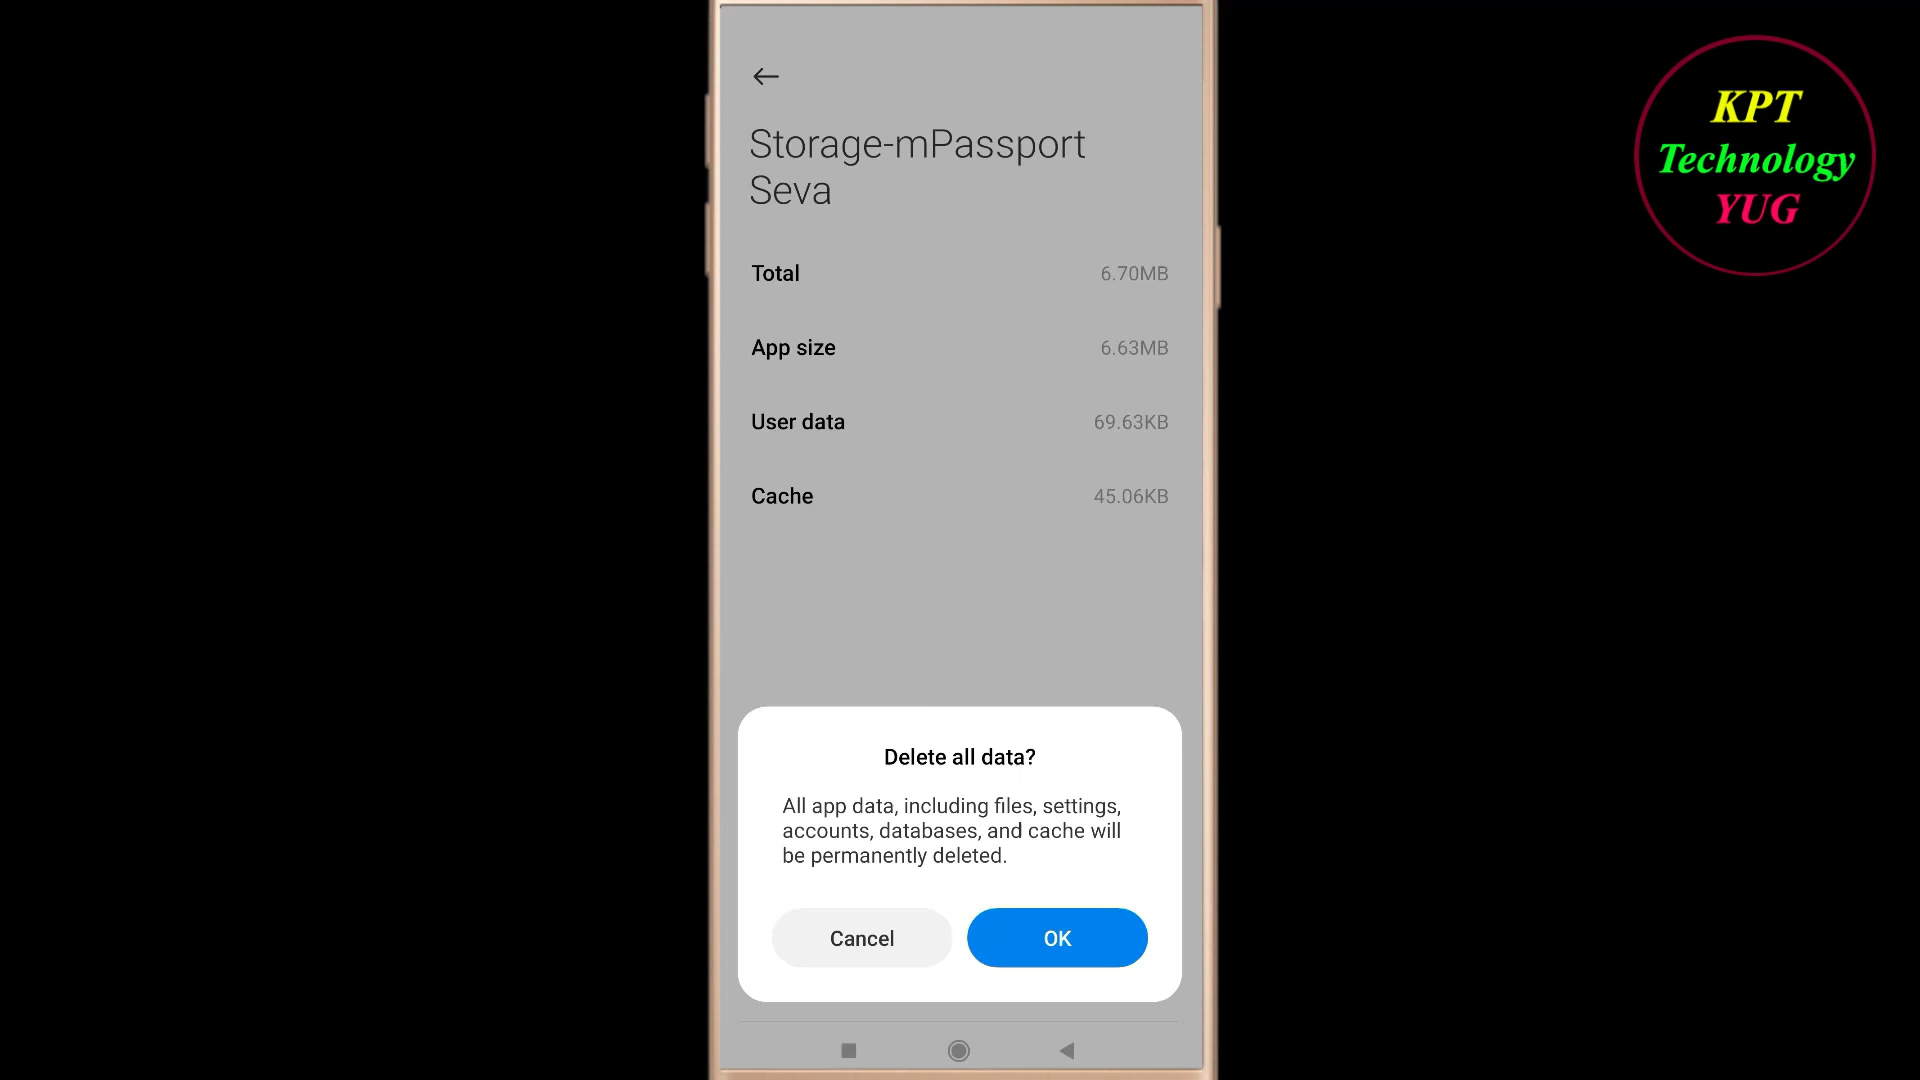 Storage-mPassport
Seva
Total 6.70MB
App size 6.63MB
User data 69.63KB
Cache 45.06KB
Delete all data?
All app data, including files, settings,
accounts, databases, and cache will
be permanently deleted.
Cancel OK
KPT
Technology
YUG